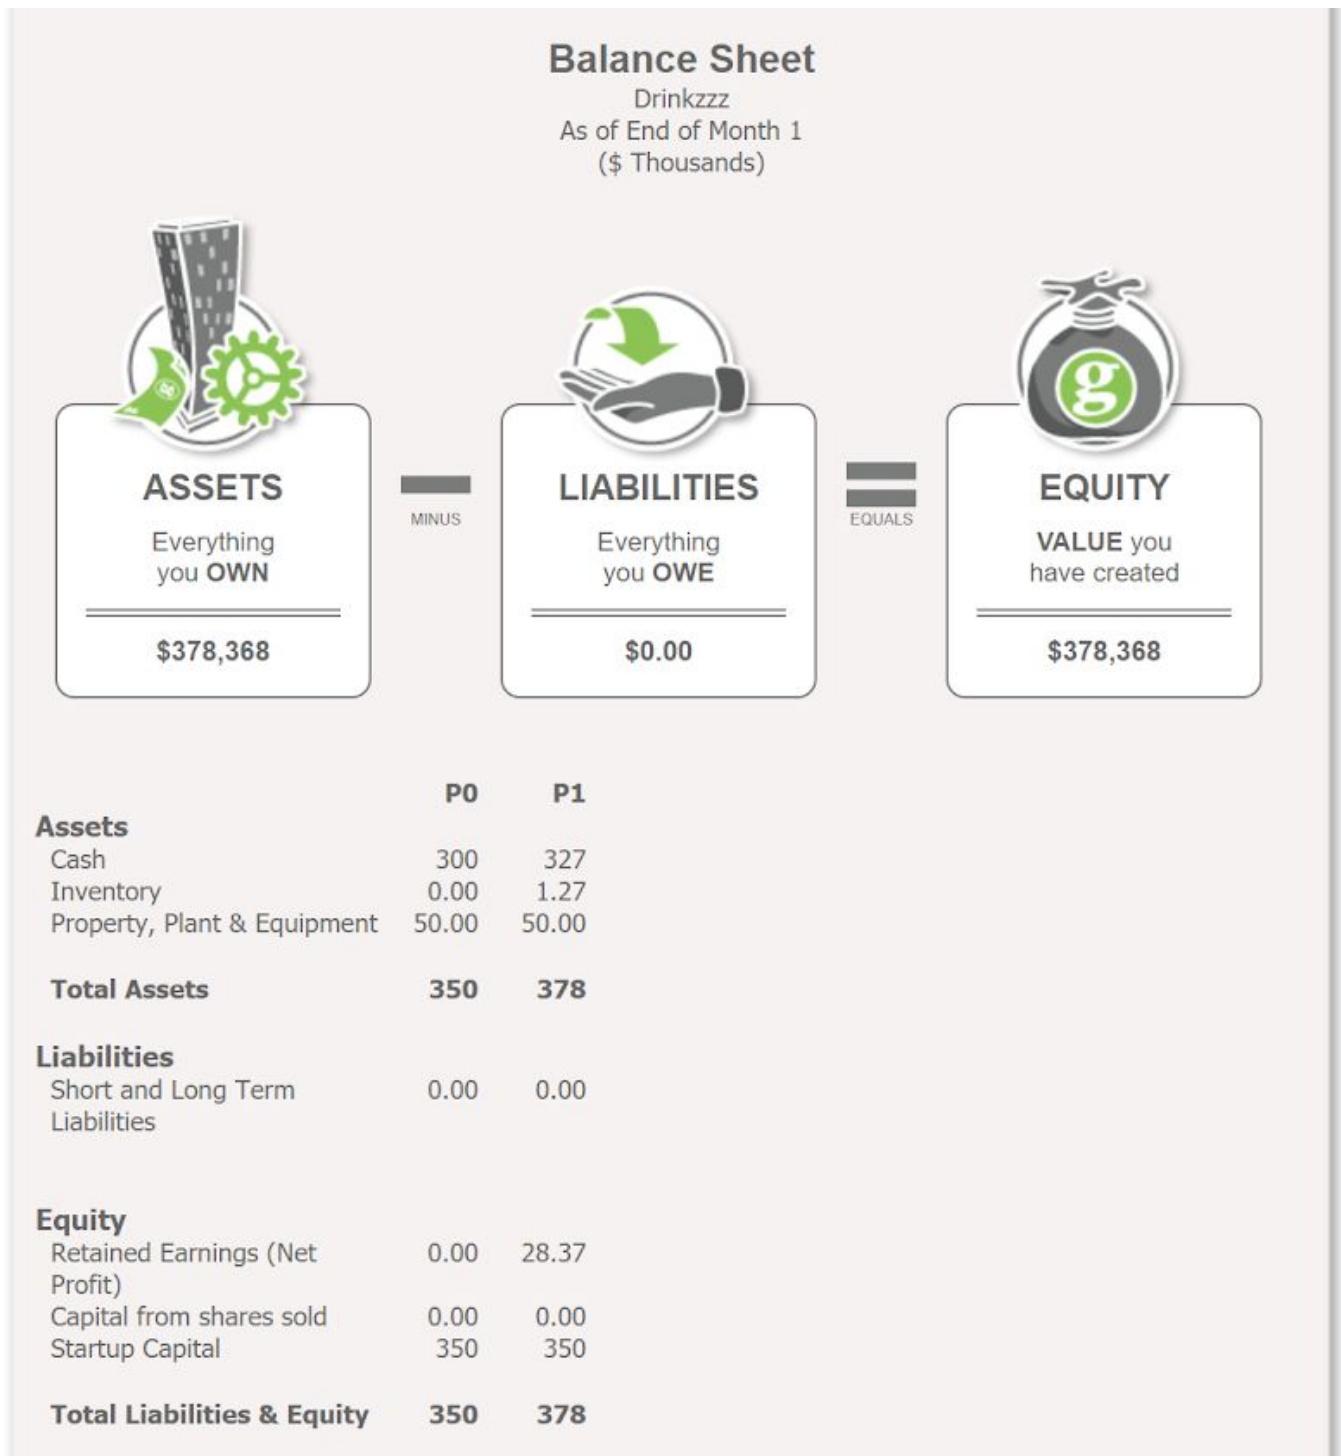 Balance Sheet
Drinkzzz
As of End of Month 1
($ Thousands)
g
ASSETS
Everything
you OWN
$378,368
MINUS
LIABILITIES
Everything
you OWE
$0.00
EQUALS
EQUITY
VALUE you
have created
$378,368
P0 P1
Assets
Cash 300 327
Inventory 0.00 1.27
Property, Plant & Equipment 50.00 50.00
Total Assets 350 378
Liabilities
Short and Long Term 0.00 0.00
Liabilities
Equity
Retained Earnings (Net 0.00 28.37
Profit)
Capital from shares sold 0.00 0.00
Startup Capital 350 350
Total Liabilities & Equity 350 378